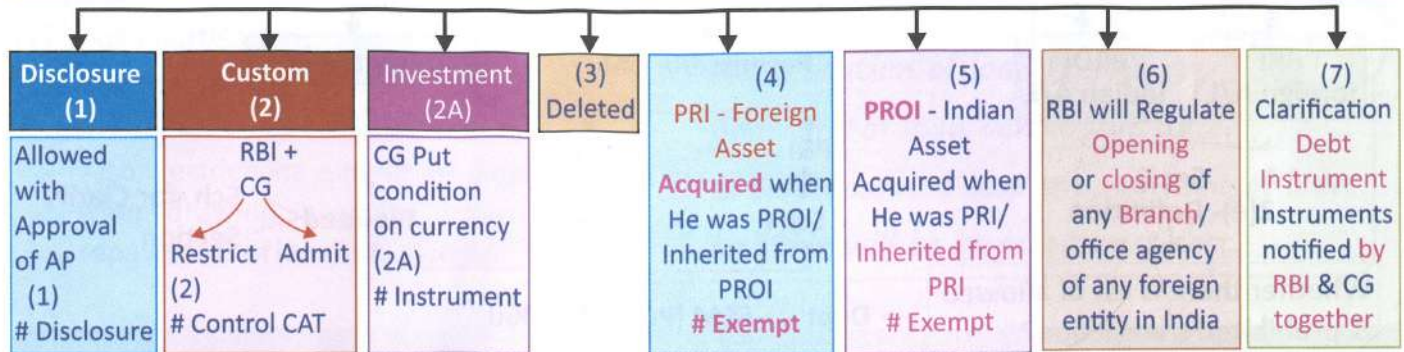 Disclosure
(1)
Allowed
with
Approval
of AP
(1)
# Disclosure
Custom
(2)
RBI +
CG
Restrict Admit
(2)
# Control CAT
Investment
(2A)
CG Put
condition
on currency
(2A)
# Instrument
(3)
Deleted
(4)
PRI - Foreign
Asset
Acquired when
He was PROI/
Inherited from
PROI
# Exempt
(5)
PROI - Indian
Asset
Acquired when
He was PRI/
Inherited from
PRI
# Exempt
(6)
RBI will Regulate
Opening
or closing of
any Branch/
office agency
of any foreign
entity in India
(7)
Clarification
Debt
Instrument
Instruments
notified by
RBI & CG
together